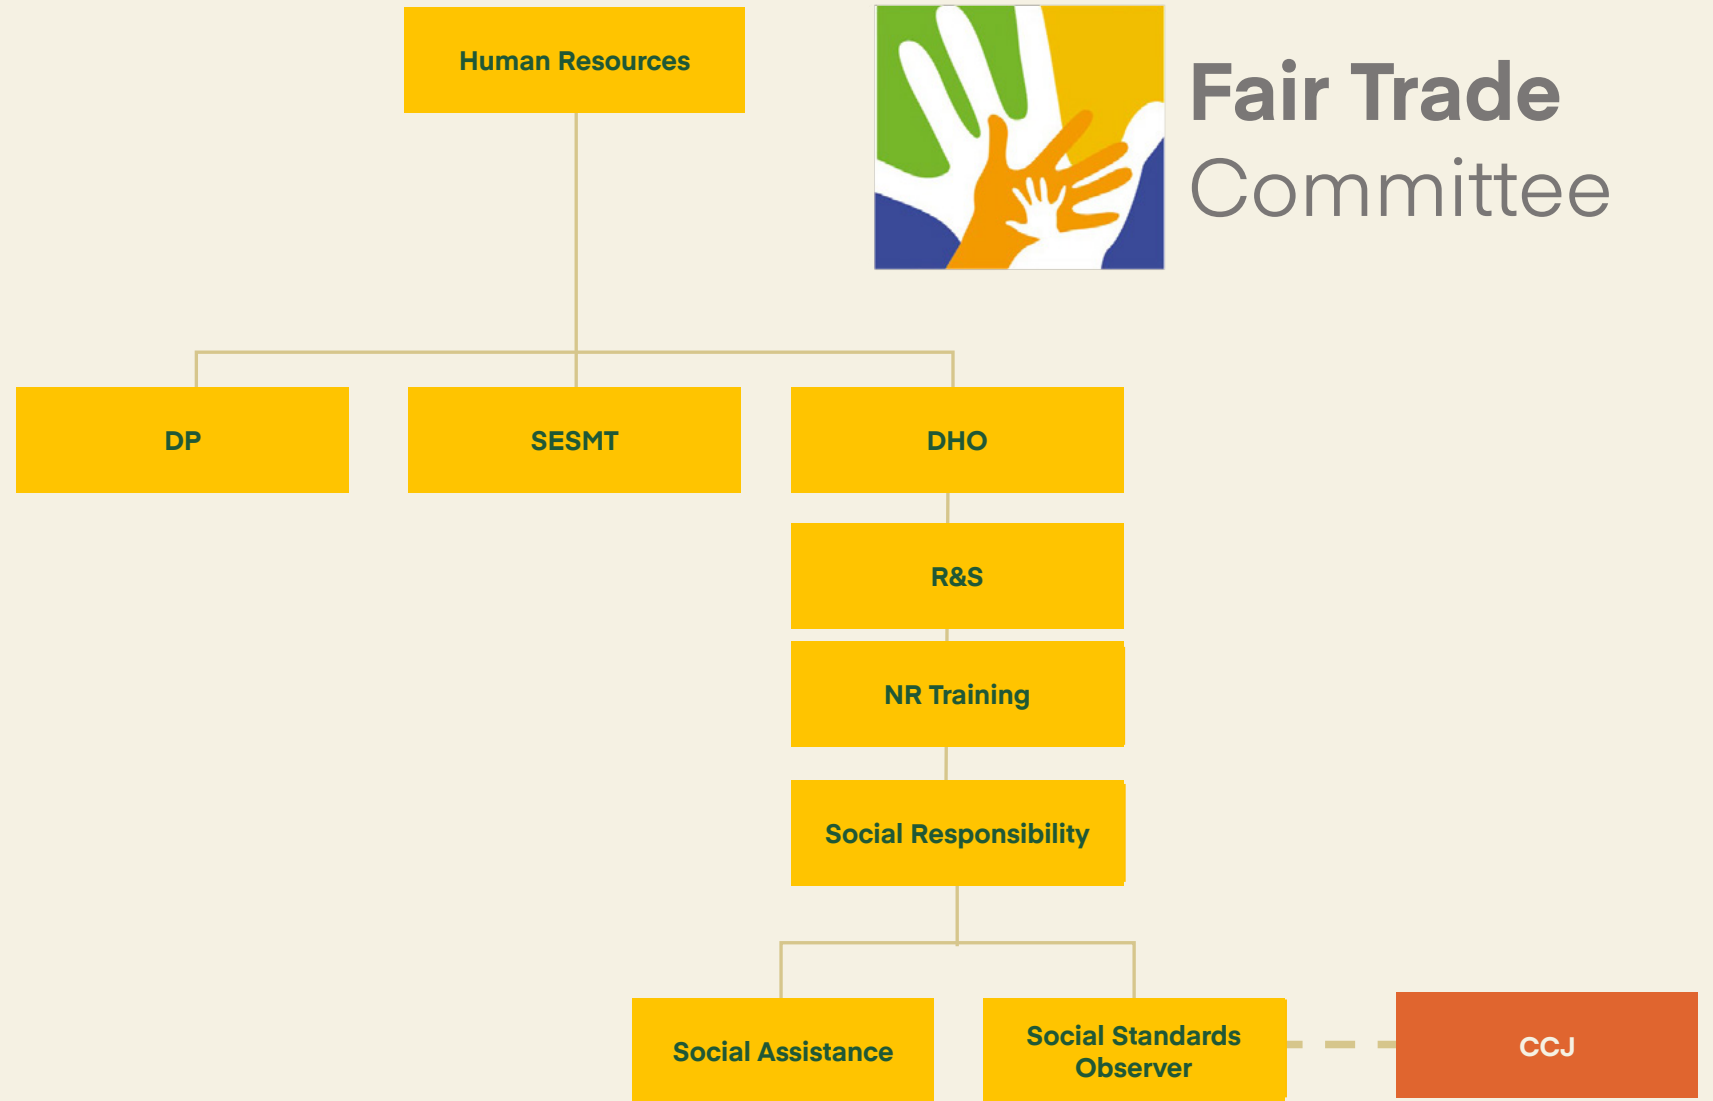 Human Resources
Fair Trade
Committee
DP
SESMT
DHO
R&S
NR Training
Social Responsibility
Social Assistance
Social Standards
Observer
CCJ